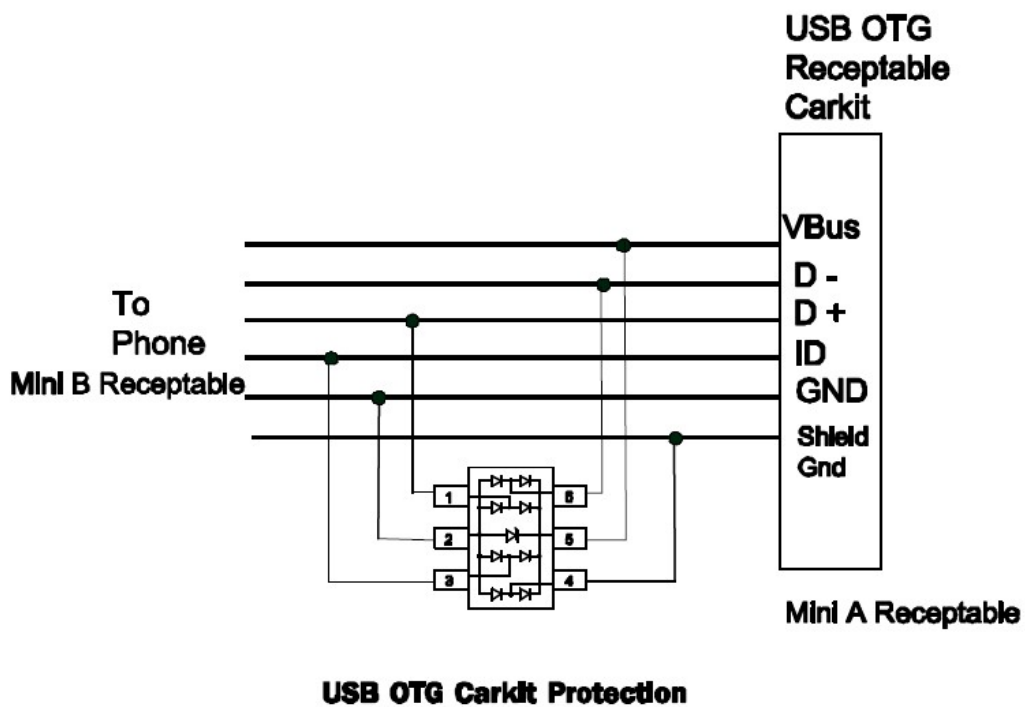 USB OTG
Receptable
Carkit
VBus
D -
D +
ID
GND
Shield
Gnd
To
Phone
Mini B Receptable
1
2
3
6
5
4
Mini A Receptable
USB OTG Carkit Protection